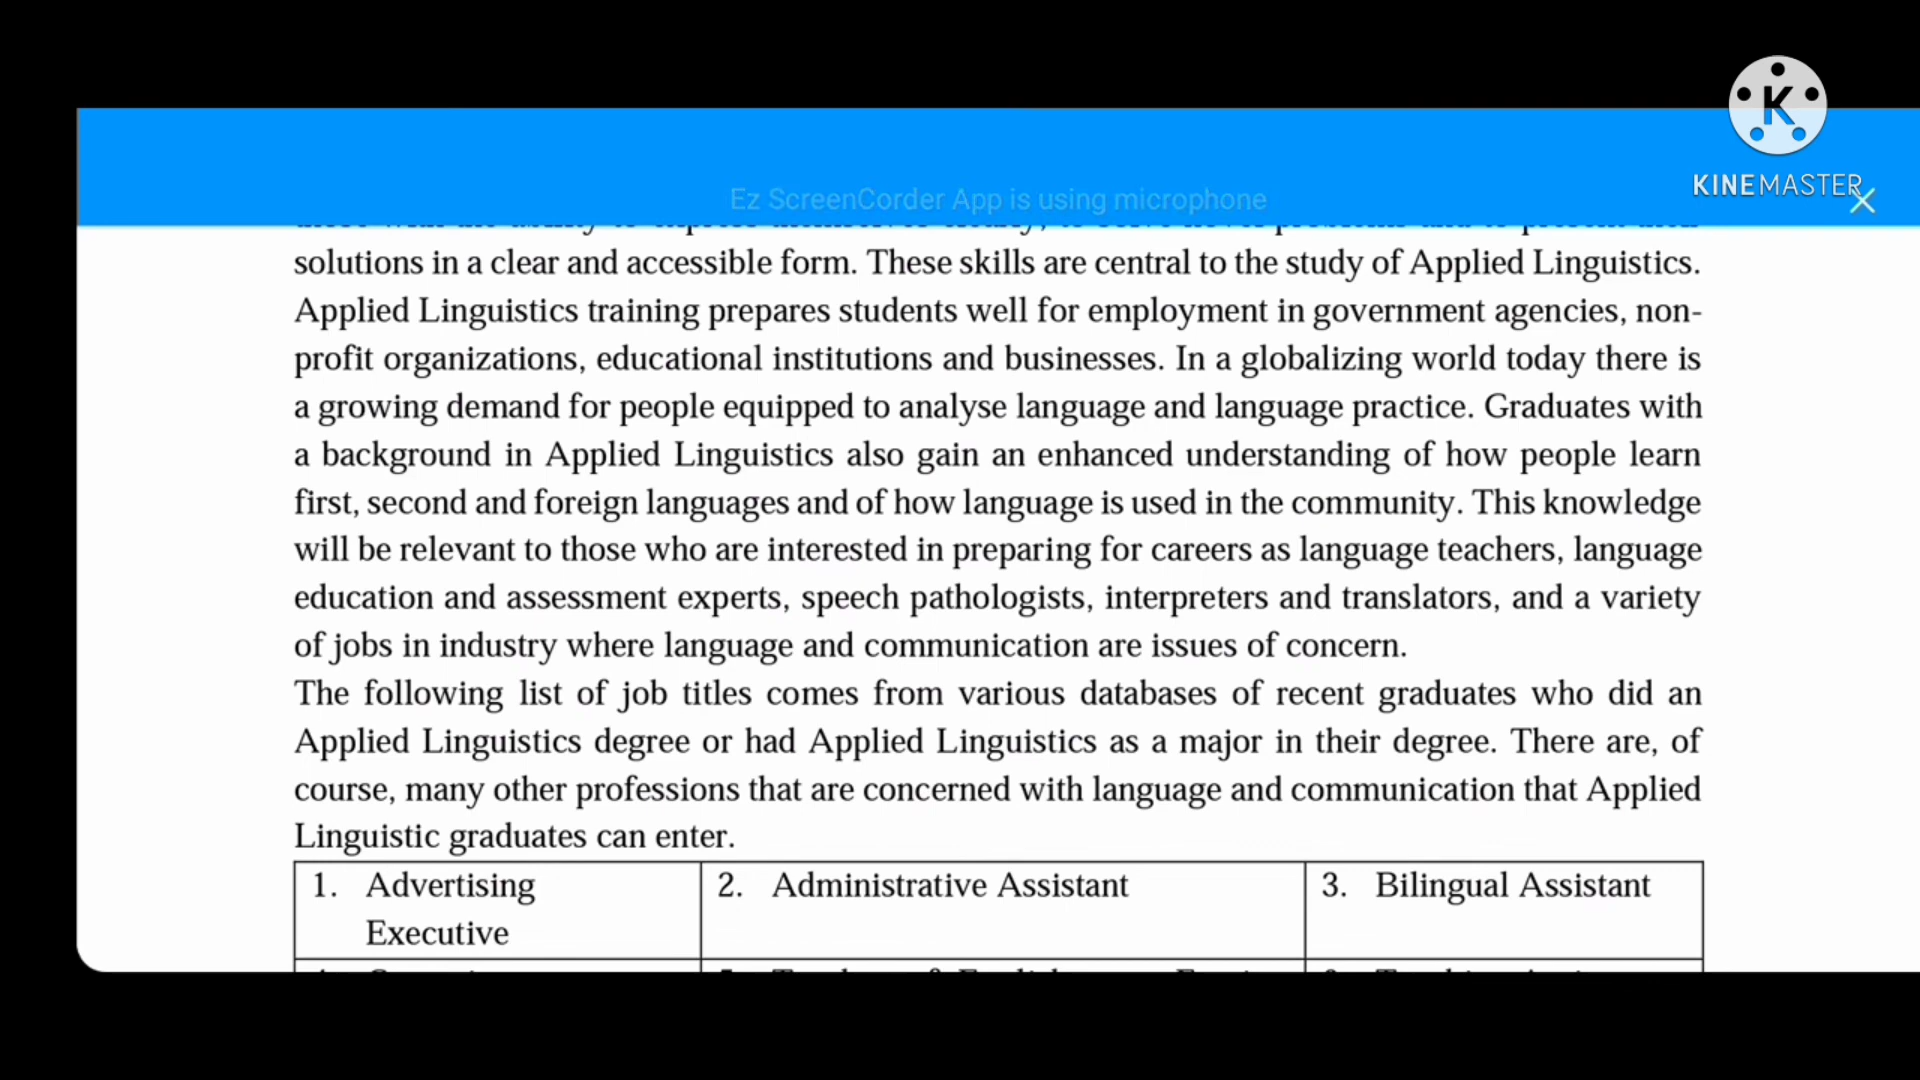 KINEMASTER
Ez ScreenCorder App is using microphone
solutions in a clear and accessible form. These skills are central to the study of Applied Linguistics.
Applied Linguistics training prepares students well for employment in government agencies, non-
profit organizations, educational institutions and businesses. In a globalizing world today there is
a growing demand for people equipped to analyse language and language practice. Graduates with
a background in Applied Linguistics also gain an enhanced understanding of how people learn
first, second and foreign languages and of how language is used in the community. This knowledge
will be relevant to those who are interested in preparing for careers as language teachers, language
education and assessment experts, speech pathologists, interpreters and translators, and a variety
of jobs in industry where language and communication are issues of concern.
The following list of job titles comes from various databases of recent graduates who did an
Applied Linguistics degree or had Applied Linguistics as a major in their degree. There are, of
course, many other professions that are concerned with language and communication that Applied
Linguistic graduates can enter.
1. Advertising
Executive
2. Administrative Assistant
3. Bilingual Assistant